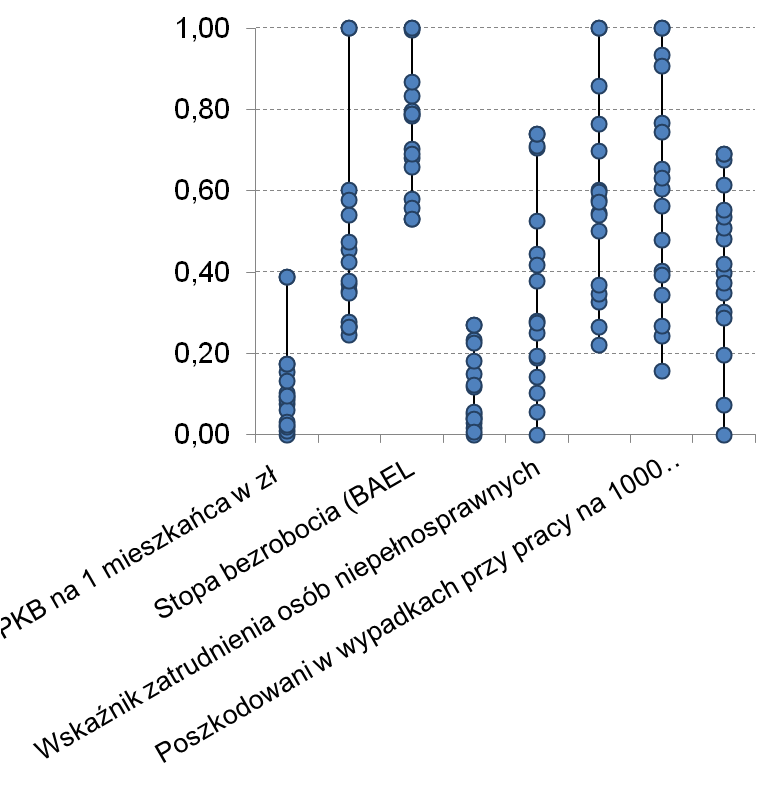 1,00
0,80
0,60
0,40
0,20
0,00
PKB na 1 mieszkańca w zł
Stopa bezrobocia (BAEL
Wskaźnik zatrudnienia osób niepełnosprawnych
Poszkodowani w wypadkach przy pracy na 1000..